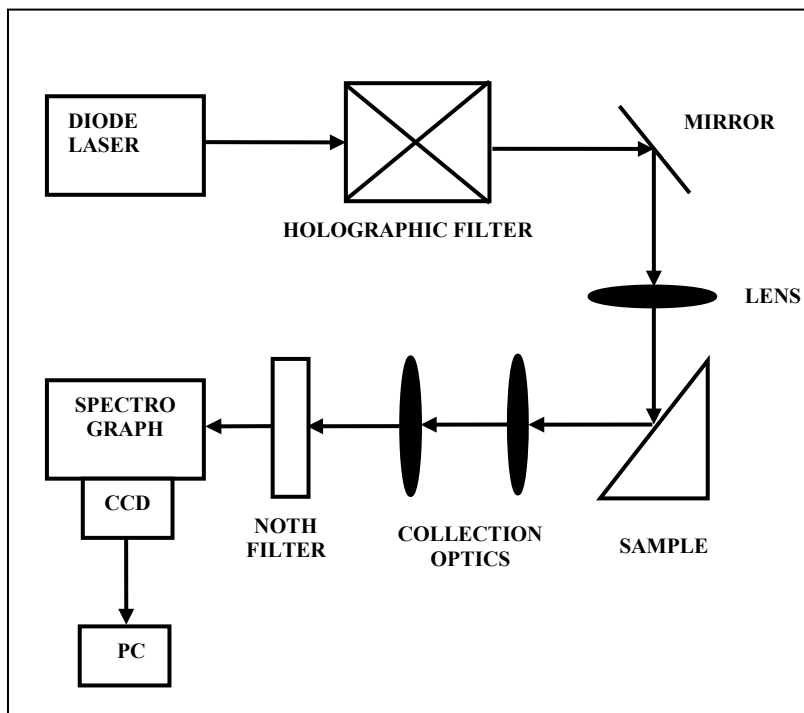 DIODE
LASER
HOLOGRAPHIC FILTER
MIRROR
LENS
SPECTRO
GRAPH
CCD
NOTH
FILTER
COLLECTION
OPTICS
SAMPLE
PC